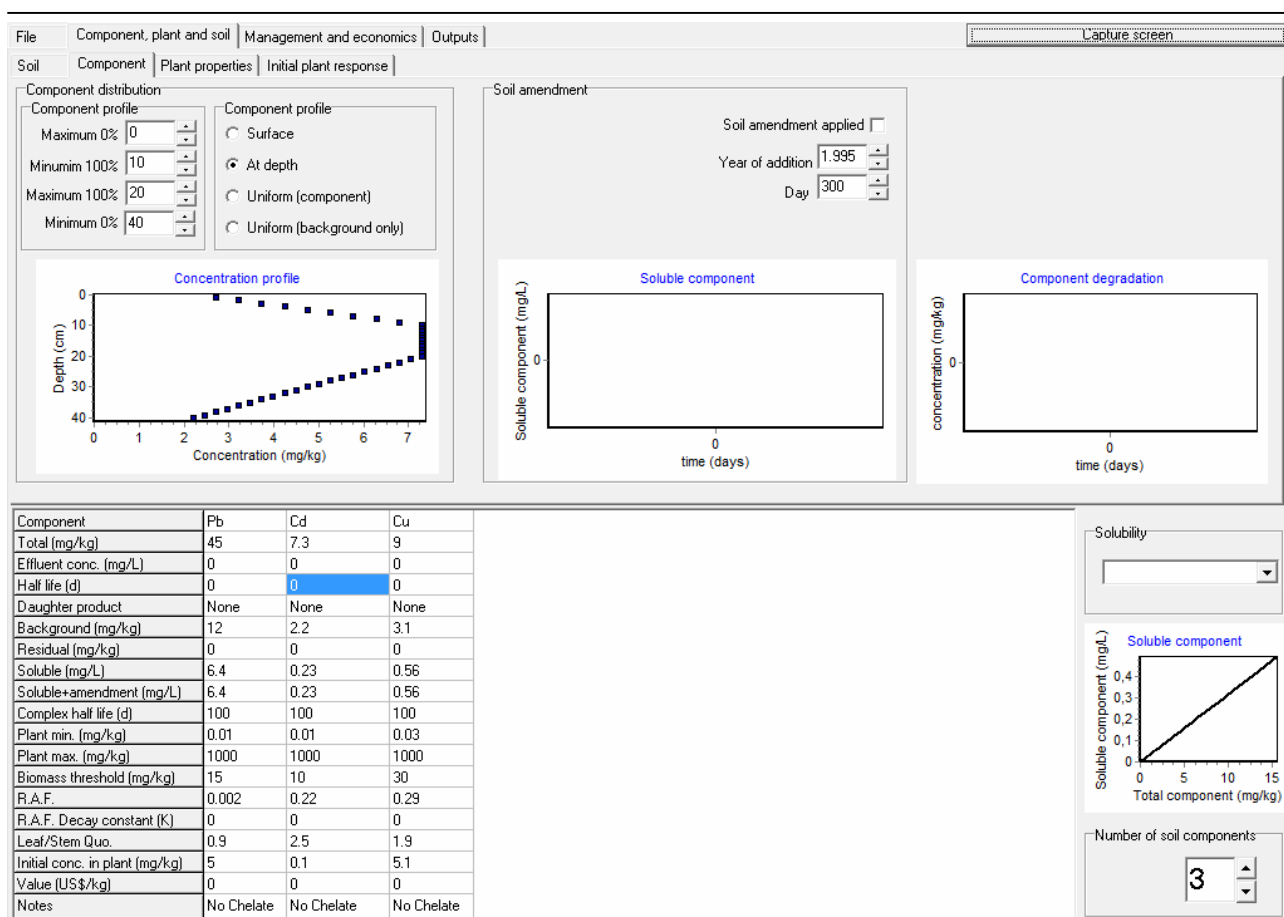 File Component, plant and soil Management and economics Outputs Capture screen
Soil Component Plant properties Initial plant response
Component distribution
Component profile
Maximum 0% 0
Minumim 100% 10
Maximum 100% 20
Minimum 0% 40
Component profile
Surface
At depth
Uniform (component)
Uniform (background only)
Concentration profile
Depth (cm)
0
10
20
30
40
0 1 2 3 4 5 6 7
Concentration (mg/kg)
Soil amendment
Soil amendment applied
Year of addition 1.995
Day 300
Soluble component
Soluble component (mg/L)
0
0
time (days)
Component degradation
concentration (mg/kg)
0
0
time (days)
Component Pb Cd Cu
Total (mg/kg) 45 7.3 9
Effluent conc. (mg/L) 0 0 0
Half life (d) 0 0 0
Daughter product None None None
Background (mg/kg) 12 2.2 3.1
Residual (mg/kg) 0 0 0
Soluble (mg/L) 6.4 0.23 0.56
Soluble+amendment (mg/L) 6.4 0.23 0.56
Complex half life (d) 100 100 100
Plant min. (mg/kg) 0.01 0.01 0.03
Plant max. (mg/kg) 1000 1000 1000
Biomass threshold (mg/kg) 15 10 30
R.A.F. 0.002 0.22 0.29
R.A.F. Decay constant (K) 0 0 0
Leaf/Stem Quo. 0.9 2.5 1.9
Initial conc. in plant (mg/kg) 5 0.1 5.1
Value (US$/kg) 0 0 0
Notes No Chelate No Chelate No Chelate
Solubility
Soluble component
Soluble component (mg/L)
0,4
0,3
0,2
0,1
0
0 5 10 15
Total component (mg/kg)
Number of soil components
3